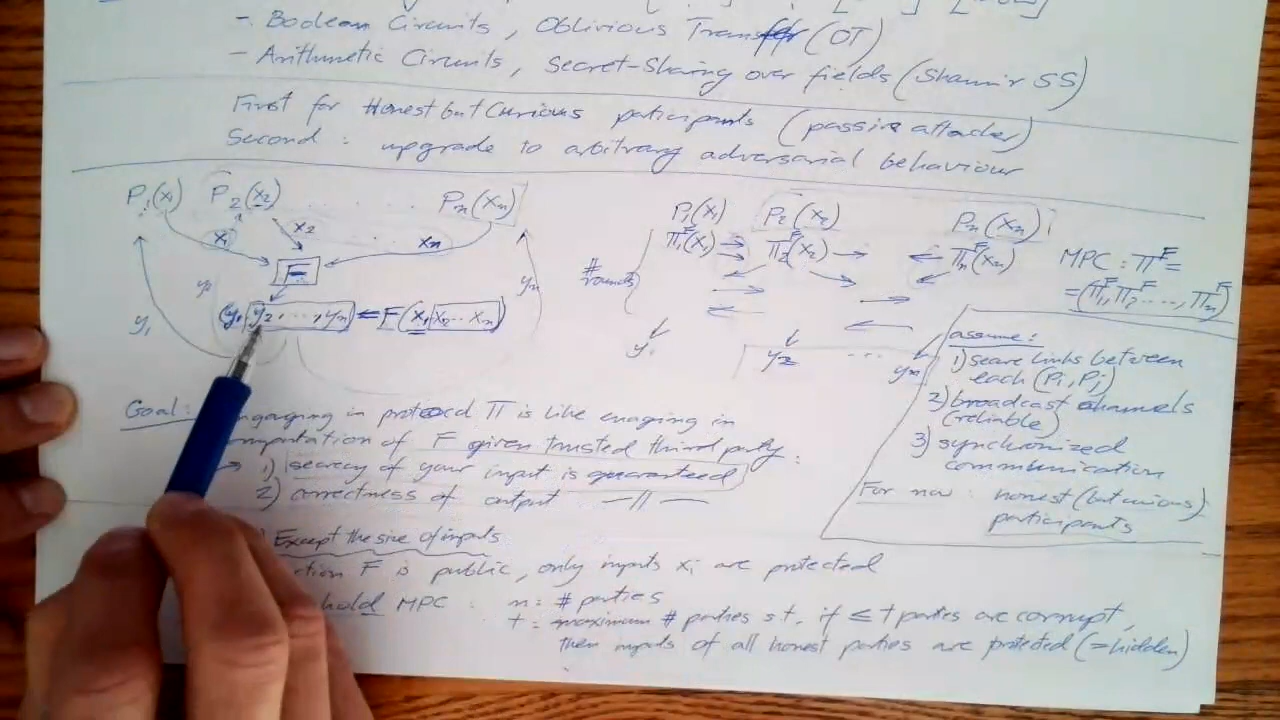 - Boolean Circuits, Oblivious Transfer (OT)
- Arithmetic Circuits, Secret-Sharing over fields (Shamir SS)
First for Honest but Curious participants (passive attacker)
Second: upgrade to arbitrary adversarial behaviour
P1(x1) P2(x2) ..... Pn(xn)
x1 x2 ... xn
F
(y1, y2, ..., yn) ← F(x1, x2 ... xn)
y1 yn
P1(x1) P2(x2) Pn(xn)
Π1^F(x1) → Π2^F(x2) → ← Πn^F(xn)
# rounds
y1 y2 ... yn
MPC: Π^F =
= (Π1^F, Π2^F ..., Πn^F)
assume:
1) secure links between
each (Pi, Pj)
2) broadcast channels
(reliable)
3) synchronized
communication
For now: honest (but curious)
participants
Goal: engaging in protocol Π is like engaging in
computation of F given trusted third party:
→ 1) secrecy of your input is guaranteed
2) correctness of output —||—
Except the size of inputs
F is public, only inputs xi are protected
MPC: n = # parties
t = maximum # parties s.t. if ≤ t parties are corrupt,
then inputs of all honest parties are protected (= hidden)